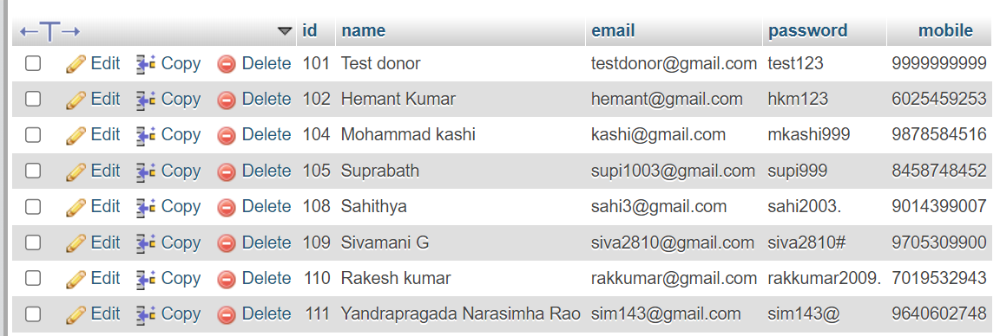 id name email password mobile
Edit Copy Delete 101 Test donor testdonor@gmail.com test123 9999999999
Edit Copy Delete 102 Hemant Kumar hemant@gmail.com hkm123 6025459253
Edit Copy Delete 104 Mohammad kashi kashi@gmail.com mkashi999 9878584516
Edit Copy Delete 105 Suprabath supi1003@gmail.com supi999 8458748452
Edit Copy Delete 108 Sahithya sahi3@gmail.com sahi2003. 9014399007
Edit Copy Delete 109 Sivamani G siva2810@gmail.com siva2810# 9705309900
Edit Copy Delete 110 Rakesh kumar rakkumar@gmail.com rakkumar2009. 7019532943
Edit Copy Delete 111 Yandrapragada Narasimha Rao sim143@gmail.com sim143@ 9640602748